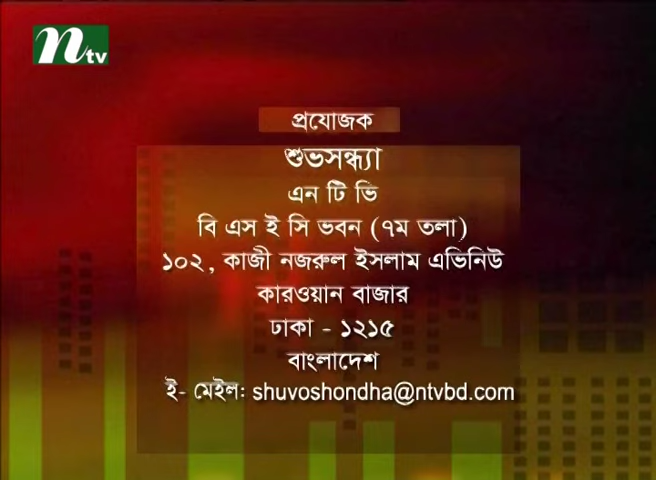 ntv
প্রযোজক
শুভসন্ধ্যা
এন টি ভি
বি এস ই সি ভবন (৭ম তলা)
১০২, কাজী নজরুল ইসলাম এভিনিউ
কারওয়ান বাজার
ঢাকা - ১২১৫
বাংলাদেশ
ই- মেইল: shuvoshondha@ntvbd.com